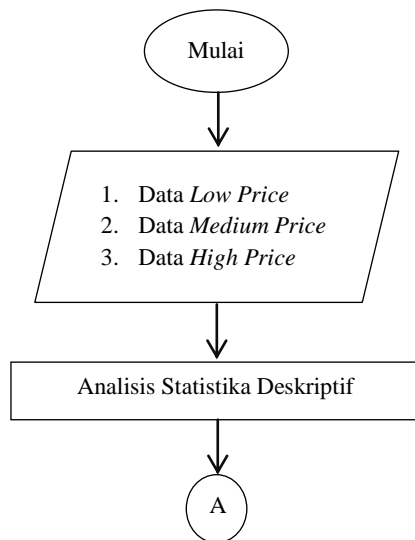 Mulai
1. Data Low Price
2. Data Medium Price
3. Data High Price
Analisis Statistika Deskriptif
A